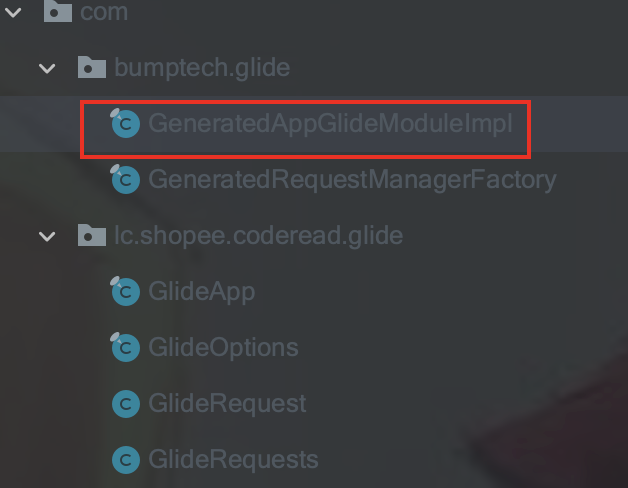 com
bumptech.glide
GeneratedAppGlideModuleImpl
GeneratedRequestManagerFactory
lc.shopee.coderead.glide
GlideApp
GlideOptions
GlideRequest
GlideRequests